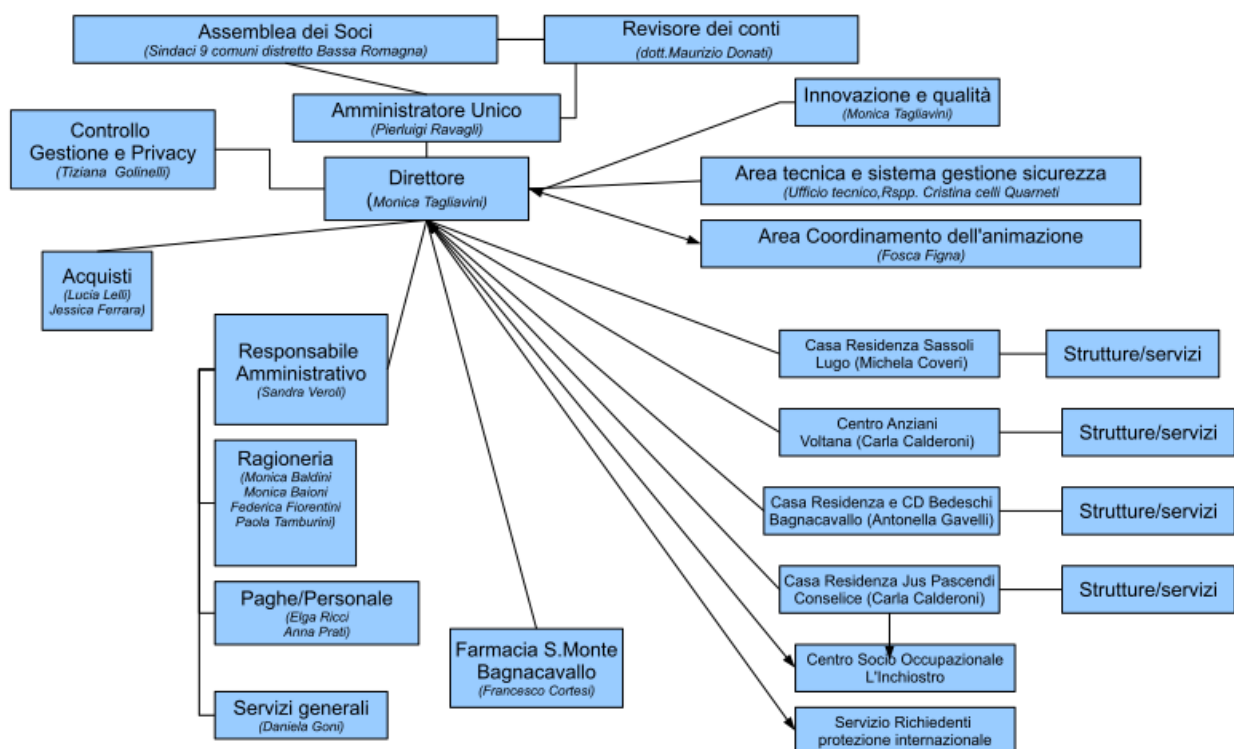 Assemblea dei Soci
(Sindaci 9 comuni distretto Bassa Romagna)
Revisore dei conti
(dott.Maurizio Donati)
Amministratore Unico
(Pierluigi Ravagli)
Innovazione e qualità
(Monica Tagliavini)
Controllo
Gestione e Privacy
(Tiziana Golinelli)
Direttore
(Monica Tagliavini)
Area tecnica e sistema gestione sicurezza
(Ufficio tecnico,Rspp. Cristina celli Quarneti
Area Coordinamento dell'animazione
(Fosca Figna)
Acquisti
(Lucia Lelli)
Jessica Ferrara)
Responsabile
Amministrativo
(Sandra Veroli)
Casa Residenza Sassoli
Lugo (Michela Coveri)
Strutture/servizi
Centro Anziani
Voltana (Carla Calderoni)
Strutture/servizi
Ragioneria
(Monica Baldini
Monica Baioni
Federica Fiorentini
Paola Tamburini)
Casa Residenza e CD Bedeschi
Bagnacavallo (Antonella Gavelli)
Strutture/servizi
Casa Residenza Jus Pascendi
Conselice (Carla Calderoni)
Strutture/servizi
Paghe/Personale
(Elga Ricci
Anna Prati)
Farmacia S.Monte
Bagnacavallo
(Francesco Cortesi)
Centro Socio Occupazionale
L'Inchiostro
Servizi generali
(Daniela Goni)
Servizio Richiedenti
protezione internazionale